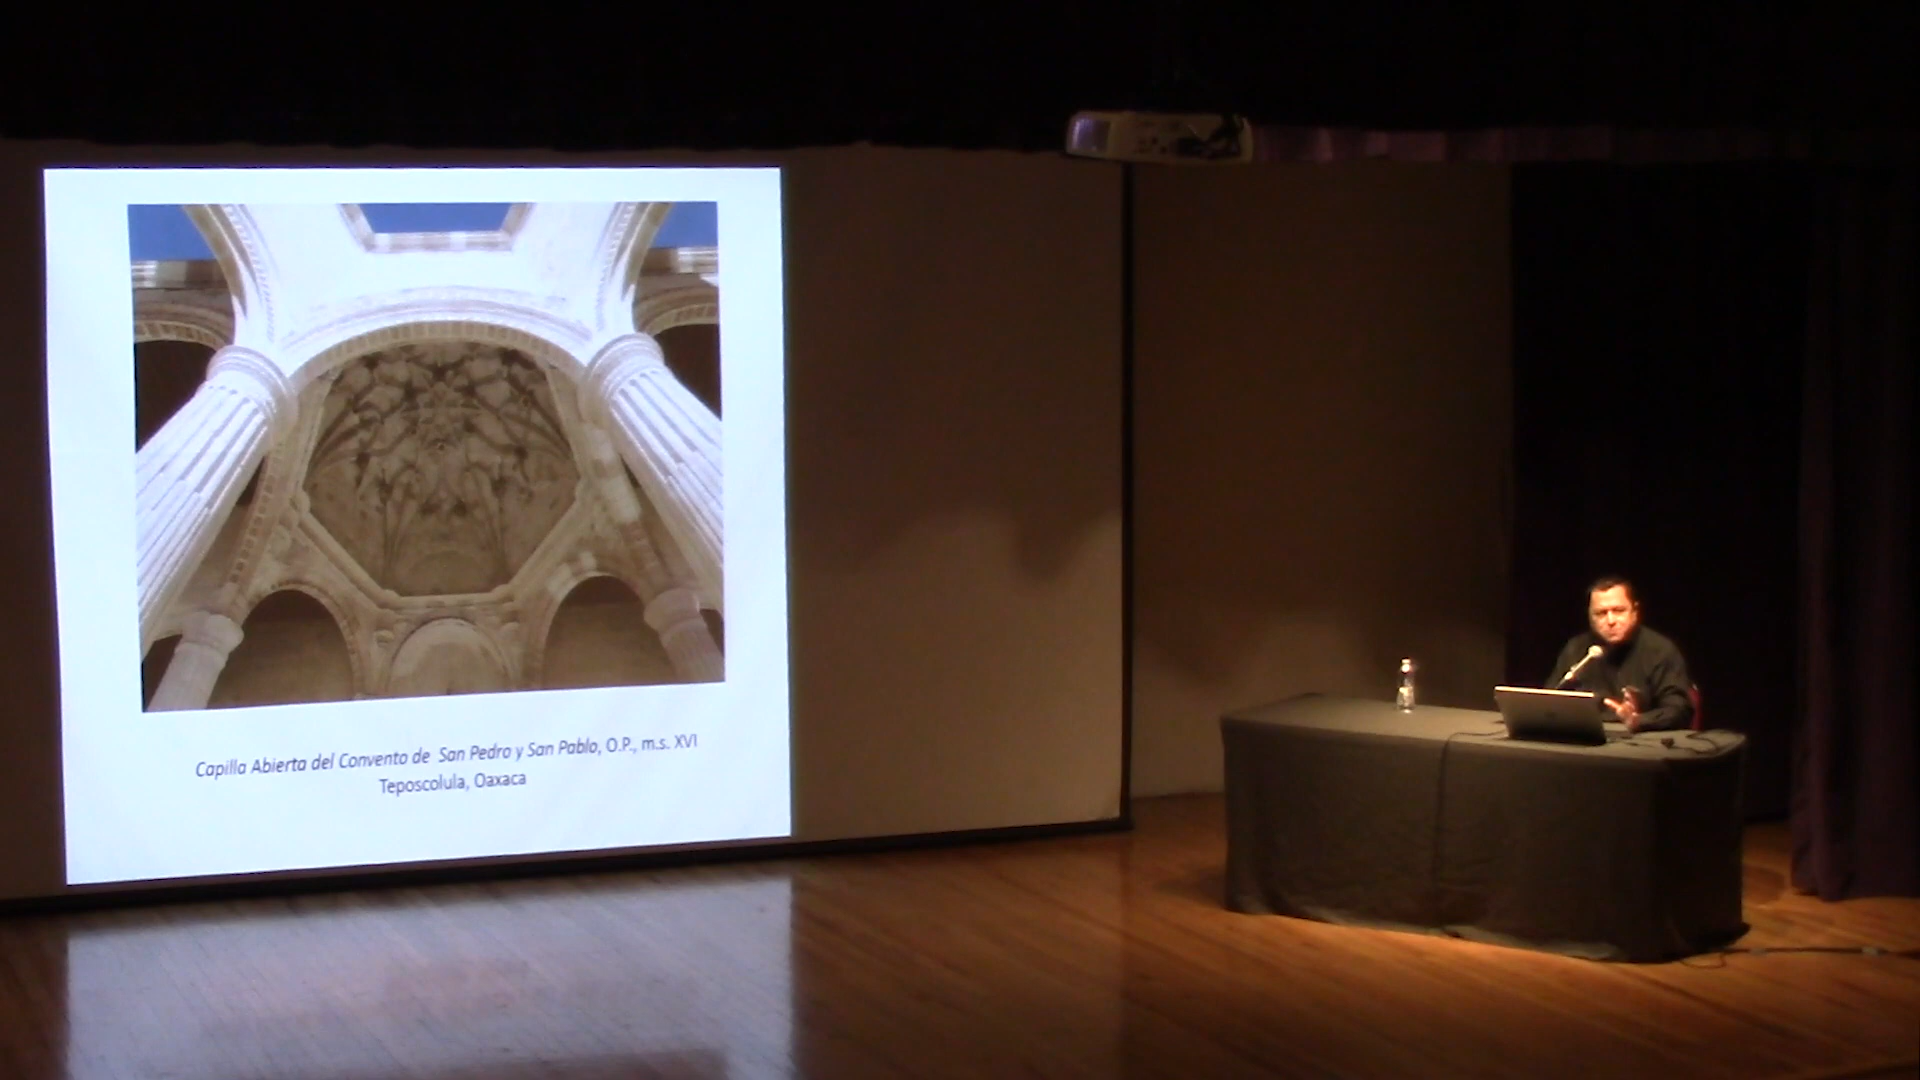 Capilla Abierta del Convento de San Pedro y San Pablo, O.P., m.s. XVI
Teposcolula, Oaxaca